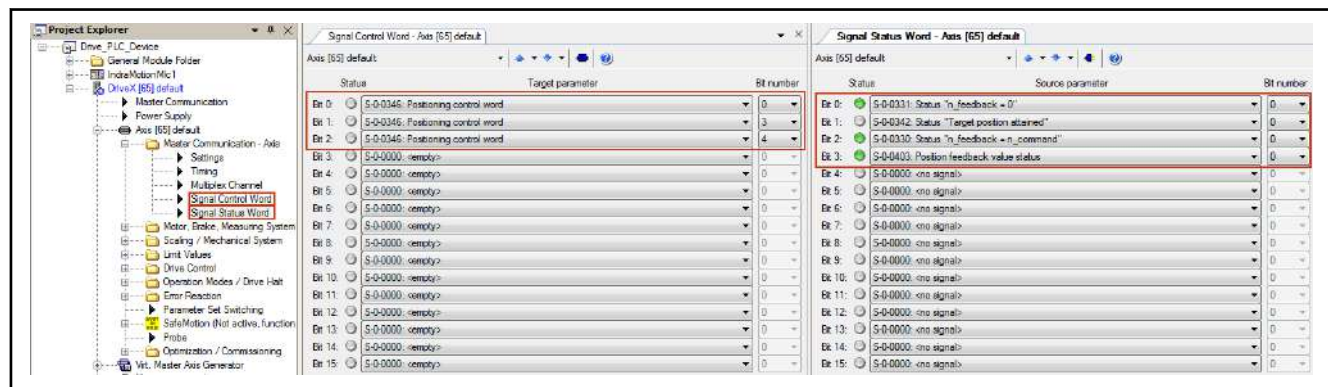 Project Explorer
Drive_PLC_Device
General Module Folder
IndraMotionMlc1
DriveX [65] default
Master Communication
Power Supply
Axis [65] default
Master Communication - Axis
Settings
Timing
Multiplex Channel
Signal Control Word
Signal Status Word
Motor, Brake, Measuring System
Scaling / Mechanical System
Limit Values
Drive Control
Operation Modes / Drive Halt
Error Reaction
Parameter Set Switching
SafeMotion (Not active, function
Probe
Optimization / Commissioning
Virt. Master Axis Generator
Signal Control Word - Axis [65] default
Axis [65] default
Status Target parameter Bit number
Bit 0: S-0-0346: Positioning control word 0
Bit 1: S-0-0346: Positioning control word 3
Bit 2: S-0-0346: Positioning control word 4
Bit 3: S-0-0000: <empty> 0
Bit 4: S-0-0000: <empty> 0
Bit 5: S-0-0000: <empty> 0
Bit 6: S-0-0000: <empty> 0
Bit 7: S-0-0000: <empty> 0
Bit 8: S-0-0000: <empty> 0
Bit 9: S-0-0000: <empty> 0
Bit 10: S-0-0000: <empty> 0
Bit 11: S-0-0000: <empty> 0
Bit 12: S-0-0000: <empty> 0
Bit 13: S-0-0000: <empty> 0
Bit 14: S-0-0000: <empty> 0
Bit 15: S-0-0000: <empty> 0
Signal Status Word - Axis [65] default
Axis [65] default
Status Source parameter Bit number
Bit 0: S-0-0331: Status "n_feedback = 0" 0
Bit 1: S-0-0342: Status "Target position attained" 0
Bit 2: S-0-0330: Status "n_feedback = n_command" 0
Bit 3: S-0-0403: Position feedback value status 0
Bit 4: S-0-0000: <no signal> 0
Bit 5: S-0-0000: <no signal> 0
Bit 6: S-0-0000: <no signal> 0
Bit 7: S-0-0000: <no signal> 0
Bit 8: S-0-0000: <no signal> 0
Bit 9: S-0-0000: <no signal> 0
Bit 10: S-0-0000: <no signal> 0
Bit 11: S-0-0000: <no signal> 0
Bit 12: S-0-0000: <no signal> 0
Bit 13: S-0-0000: <no signal> 0
Bit 14: S-0-0000: <no signal> 0
Bit 15: S-0-0000: <no signal> 0